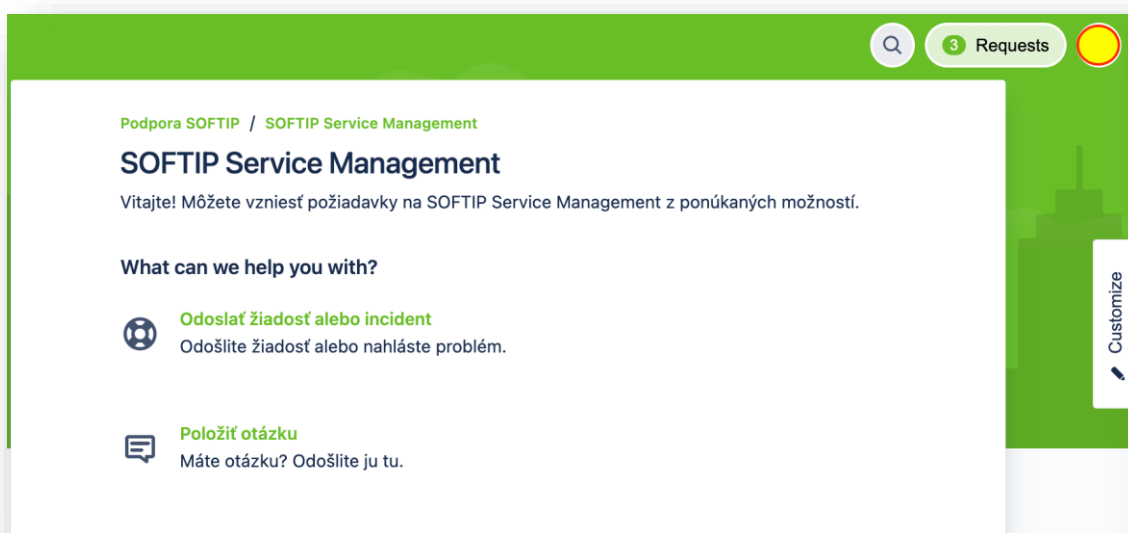 3 Requests
Podpora SOFTIP / SOFTIP Service Management
SOFTIP Service Management
Vitajte! Môžete vzniesť požiadavky na SOFTIP Service Management z ponúkaných možností.
What can we help you with?
Odoslať žiadosť alebo incident
Odošlite žiadosť alebo nahláste problém.
Položiť otázku
Máte otázku? Odošlite ju tu.
Customize